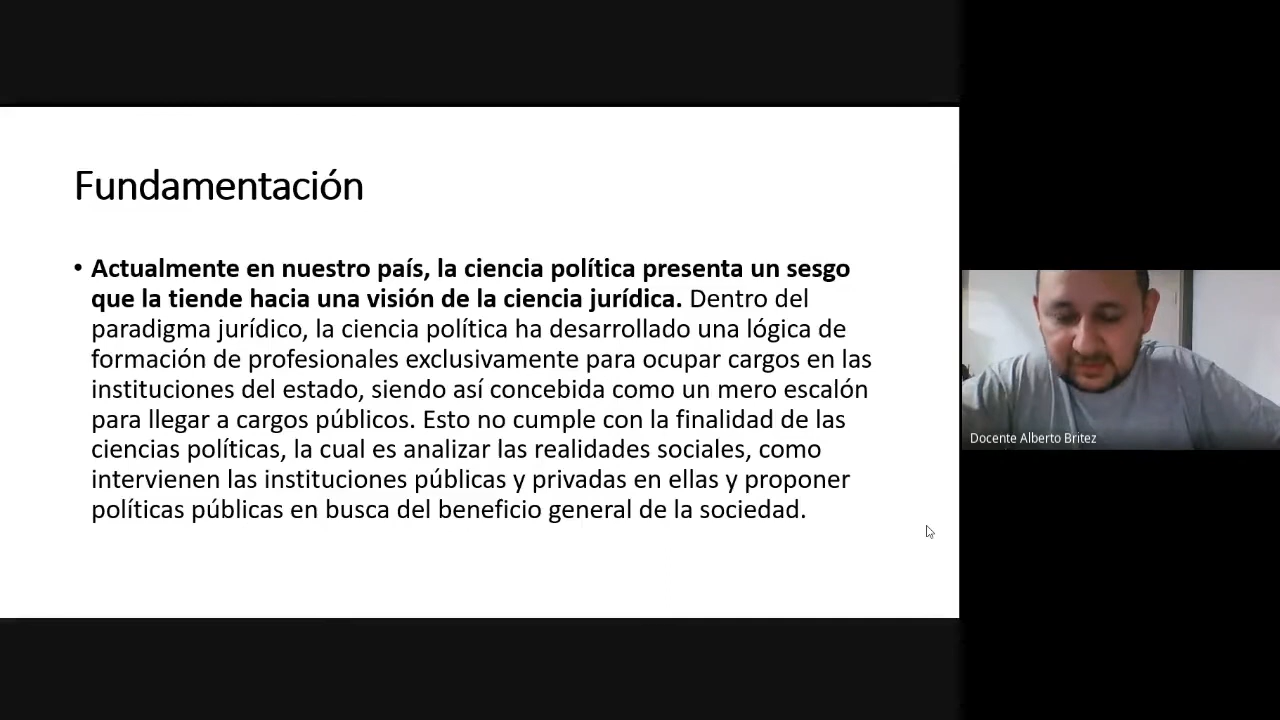 Fundamentación
• Actualmente en nuestro país, la ciencia política presenta un sesgo
que la tiende hacia una visión de la ciencia jurídica. Dentro del
paradigma jurídico, la ciencia política ha desarrollado una lógica de
formación de profesionales exclusivamente para ocupar cargos en las
instituciones del estado, siendo así concebida como un mero escalón
para llegar a cargos públicos. Esto no cumple con la finalidad de las
ciencias políticas, la cual es analizar las realidades sociales, como
intervienen las instituciones públicas y privadas en ellas y proponer
políticas públicas en busca del beneficio general de la sociedad.
Docente Alberto Britez